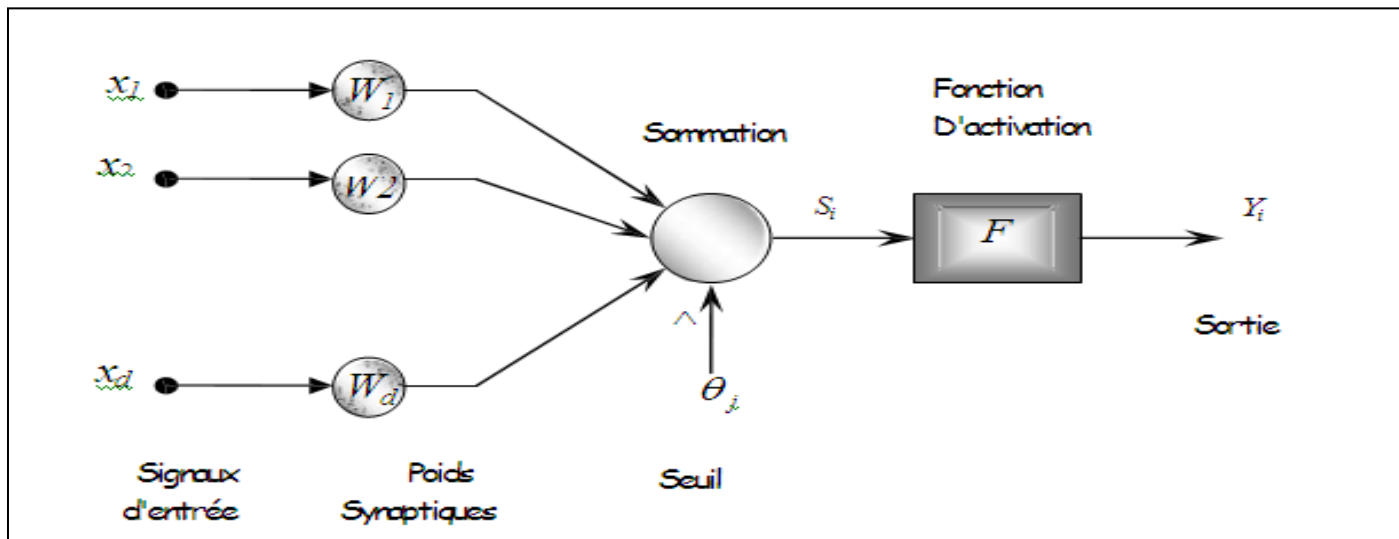 x1
W1
x2
W2
xd
Wd
Sommation
Fonction
D'activation
Si
F
Yi
Sortie
^
θj
Signaux
d'entrée
Poids
Synaptiques
Seuil